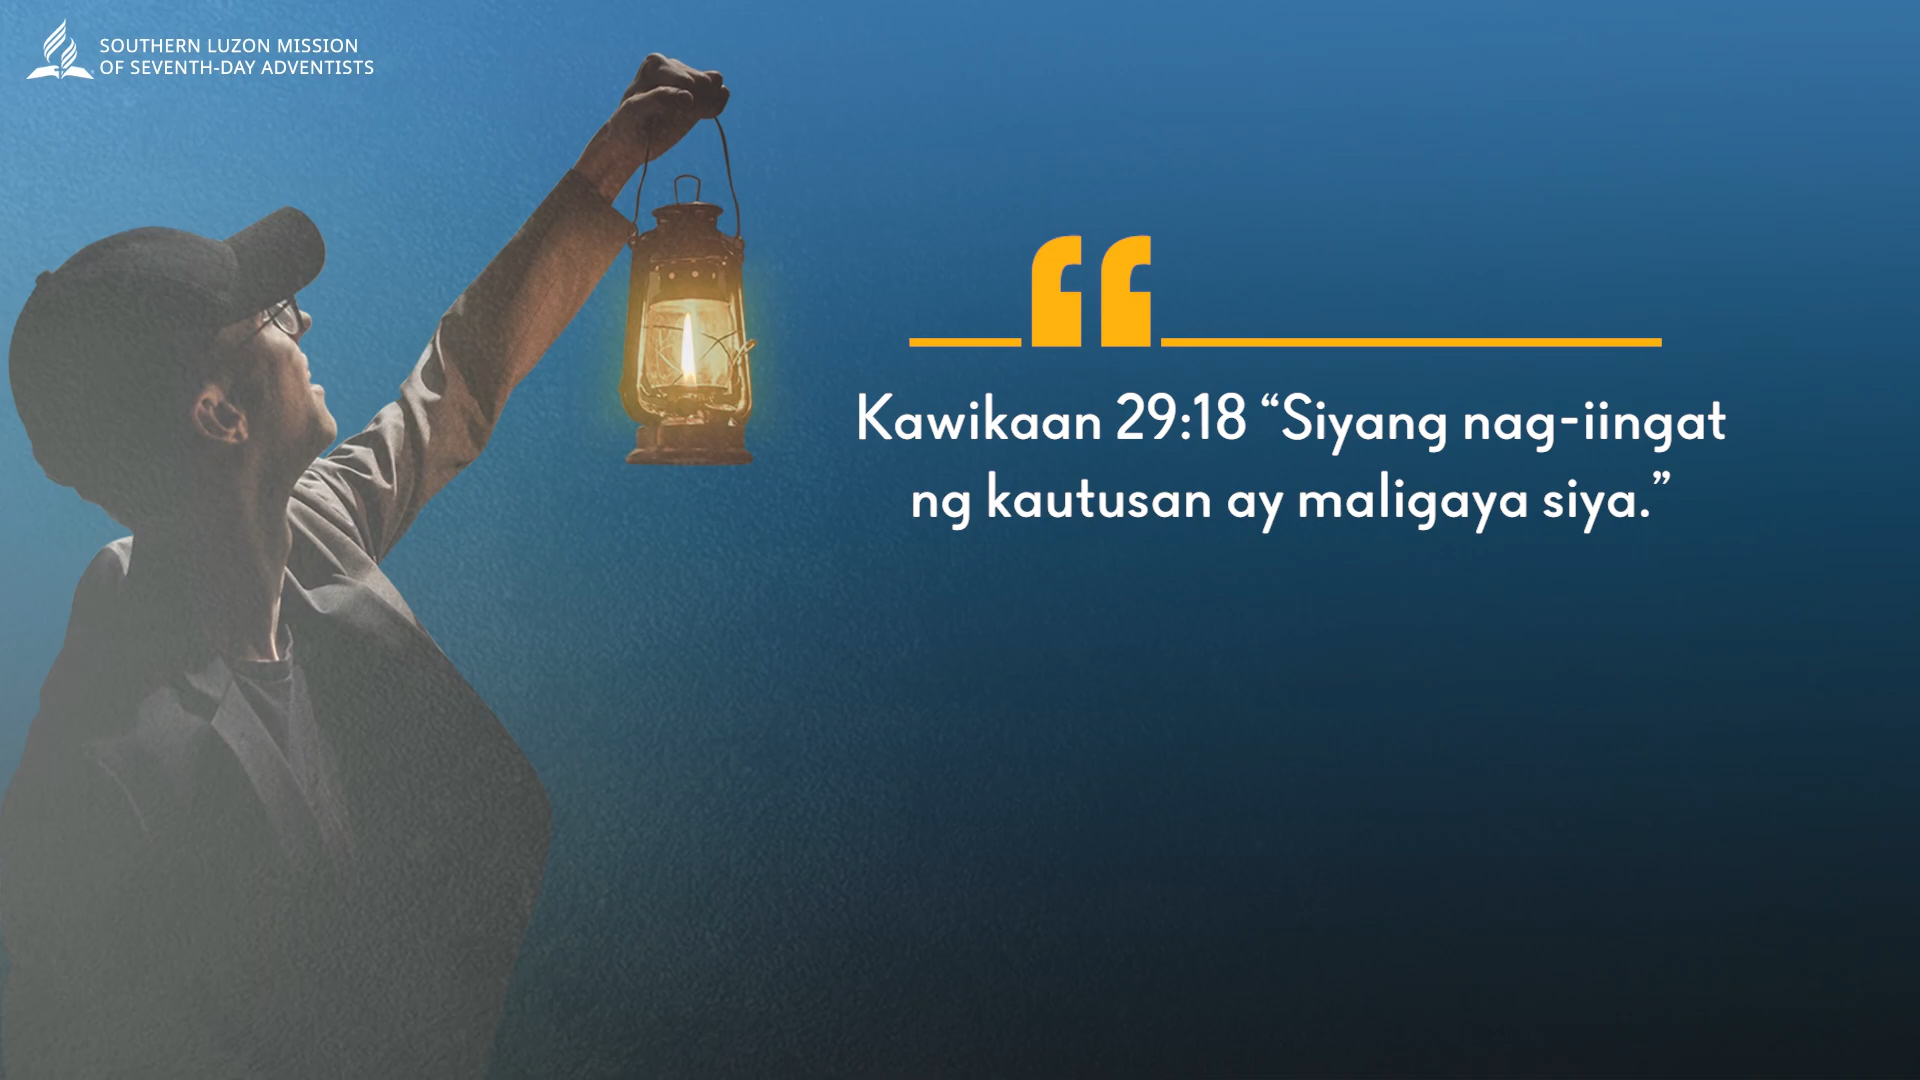 SOUTHERN LUZON MISSION
OF SEVENTH-DAY ADVENTISTS
Kawikaan 29:18 “Siyang nag-iingat
ng kautusan ay maligaya siya.”